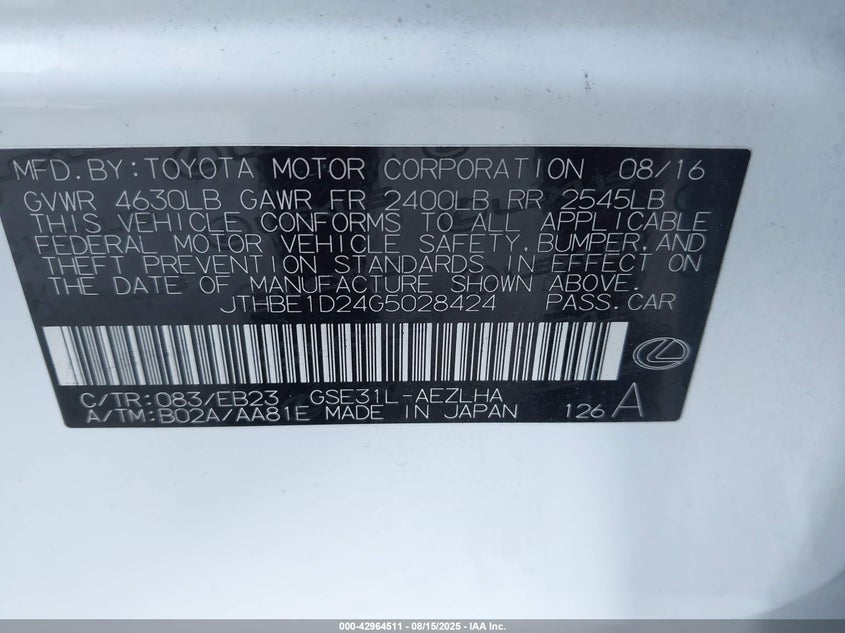 MFD.BY:TOYOTA MOTOR CORPORATION 08/16
GVWR 4630LB GAWR FR 2400LB RR 2545LB
THIS VEHICLE CONFORMS TO ALL APPLICABLE
FEDERAL MOTOR VEHICLE SAFETY,BUMPER,AND
THEFT PREVENTION STANDARDS IN EFFECT ON
THE DATE OF MANUFACTURE SHOWN ABOVE.
JTHBE1D24G5028424 PASS.CAR
C/TR:083/EB23 GSE31L-AEZLHA
A/TM:B02A/AA81E MADE IN JAPAN 126 A
000-42964511 - 08/15/2025 - IAA Inc.